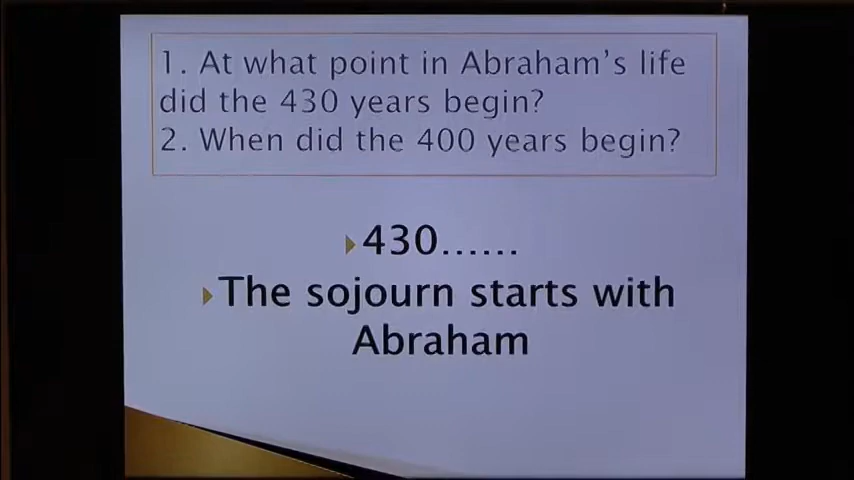 1. At what point in Abraham's life
did the 430 years begin?
2. When did the 400 years begin?
430......
The sojourn starts with
Abraham